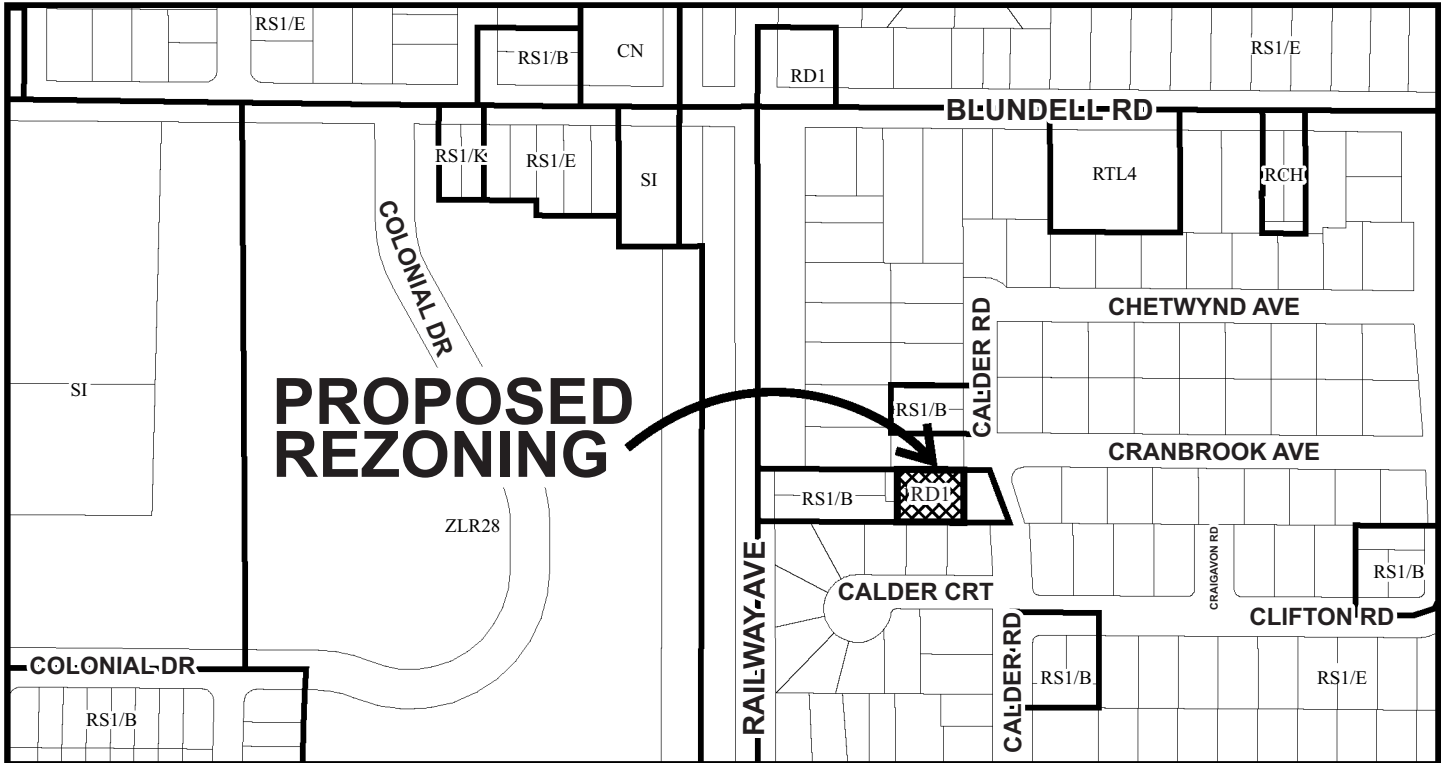 RS1/E
RS1/B
CN
RD1
RS1/E
BLUNDELL RD
RS1/K
RS1/E
SI
RTL4
RCH
COLONIAL DR
CHETWYND AVE
CALDER RD
SI
PROPOSED
REZONING
RS1/B
CRANBROOK AVE
RS1/B
RD1
ZLR28
RAILWAY AVE
CALDER CRT
CRAIGAVON RD
RS1/B
CLIFTON RD
CALDER RD
COLONIAL DR
RS1/B
RS1/E
RS1/B